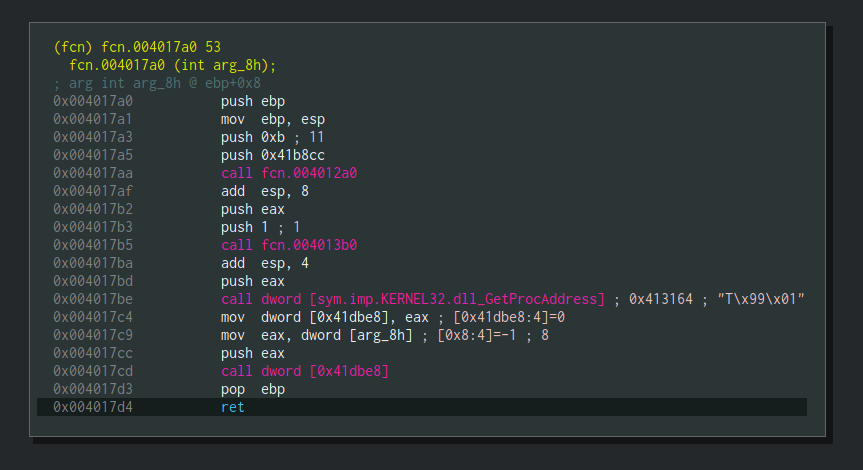 (fcn) fcn.004017a0 53
fcn.004017a0 (int arg_8h);
; arg int arg_8h @ ebp+0x8
0x004017a0 push ebp
0x004017a1 mov ebp, esp
0x004017a3 push 0xb ; 11
0x004017a5 push 0x41b8cc
0x004017aa call fcn.004012a0
0x004017af add esp, 8
0x004017b2 push eax
0x004017b3 push 1 ; 1
0x004017b5 call fcn.004013b0
0x004017ba add esp, 4
0x004017bd push eax
0x004017be call dword [sym.imp.KERNEL32.dll_GetProcAddress] ; 0x413164 ; "T\x99\x01"
0x004017c4 mov dword [0x41dbe8], eax ; [0x41dbe8:4]=0
0x004017c9 mov eax, dword [arg_8h] ; [0x8:4]=-1 ; 8
0x004017cc push eax
0x004017cd call dword [0x41dbe8]
0x004017d3 pop ebp
0x004017d4 ret